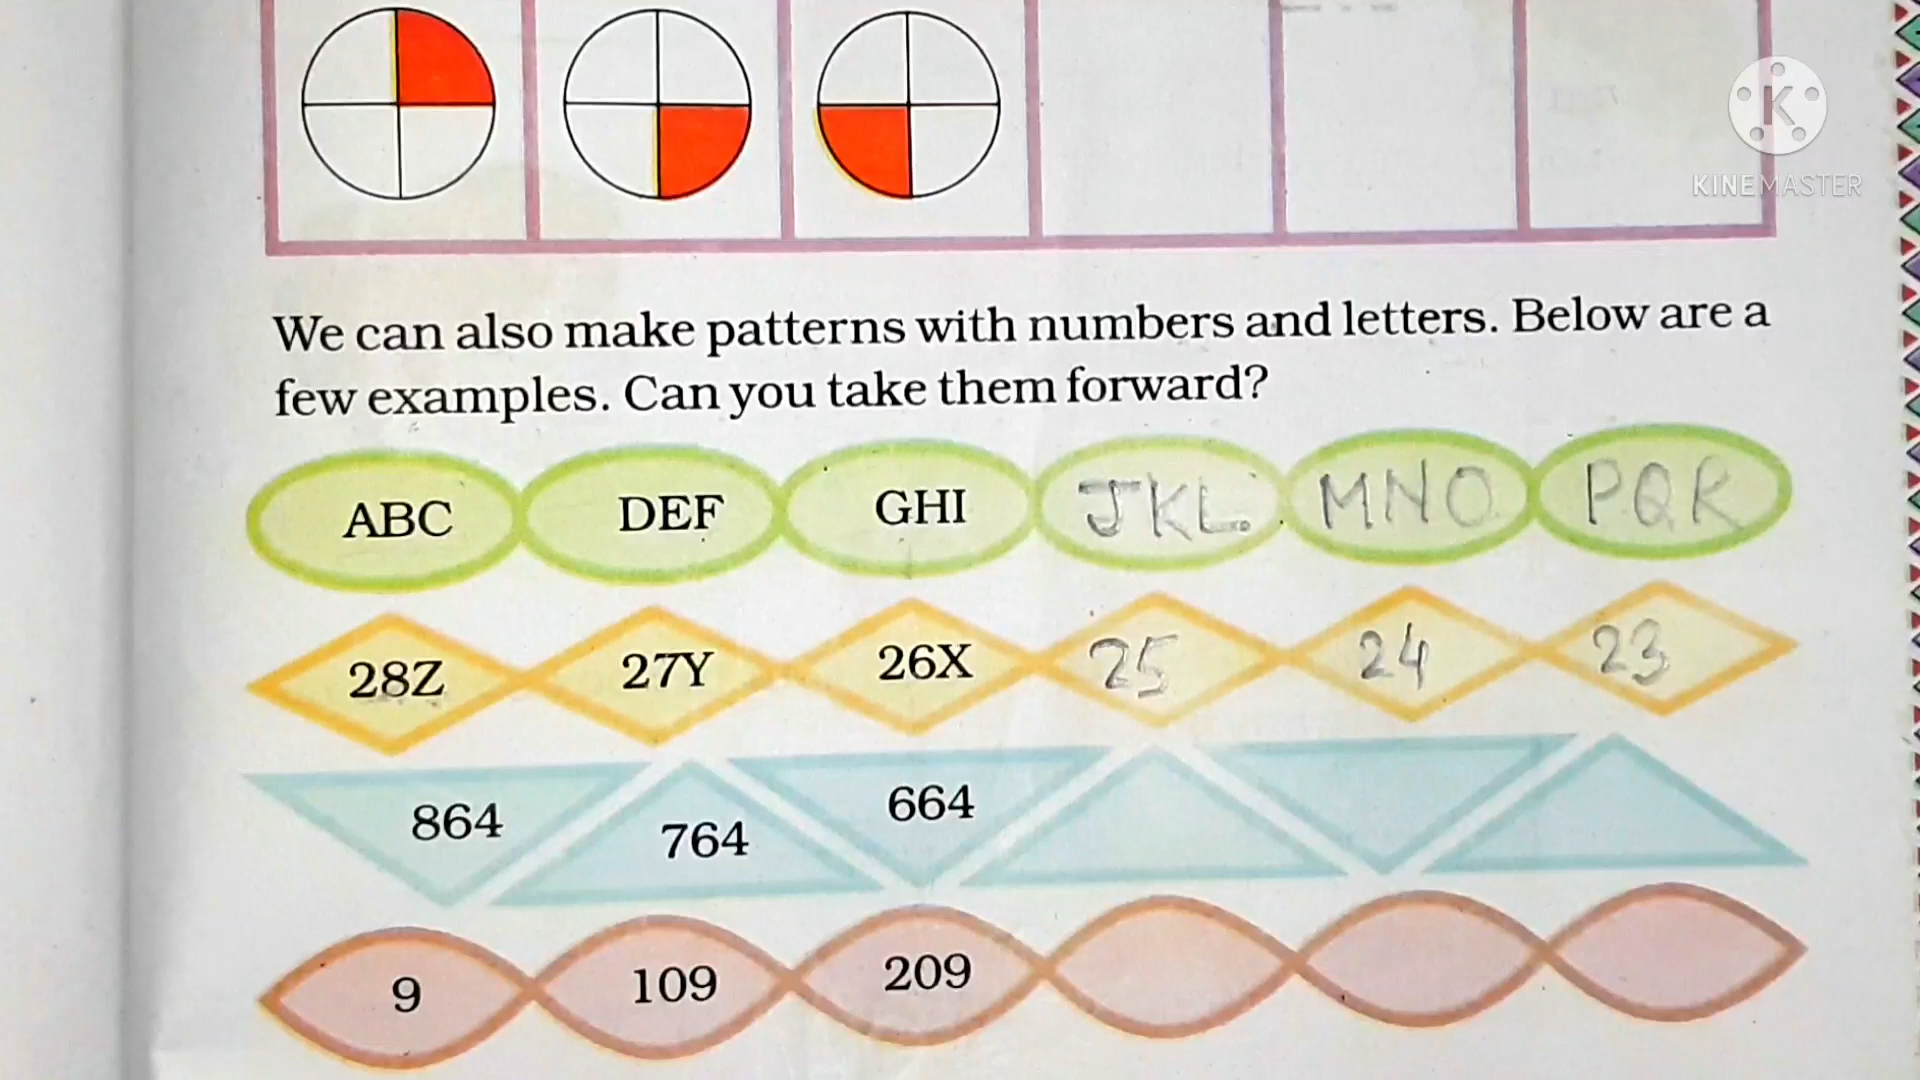 KINEMASTER
We can also make patterns with numbers and letters. Below are a
few examples. Can you take them forward?
ABC DEF GHI JKL MNO PQR
28Z 27Y 26X 25 24 23
864 764 664
9 109 209